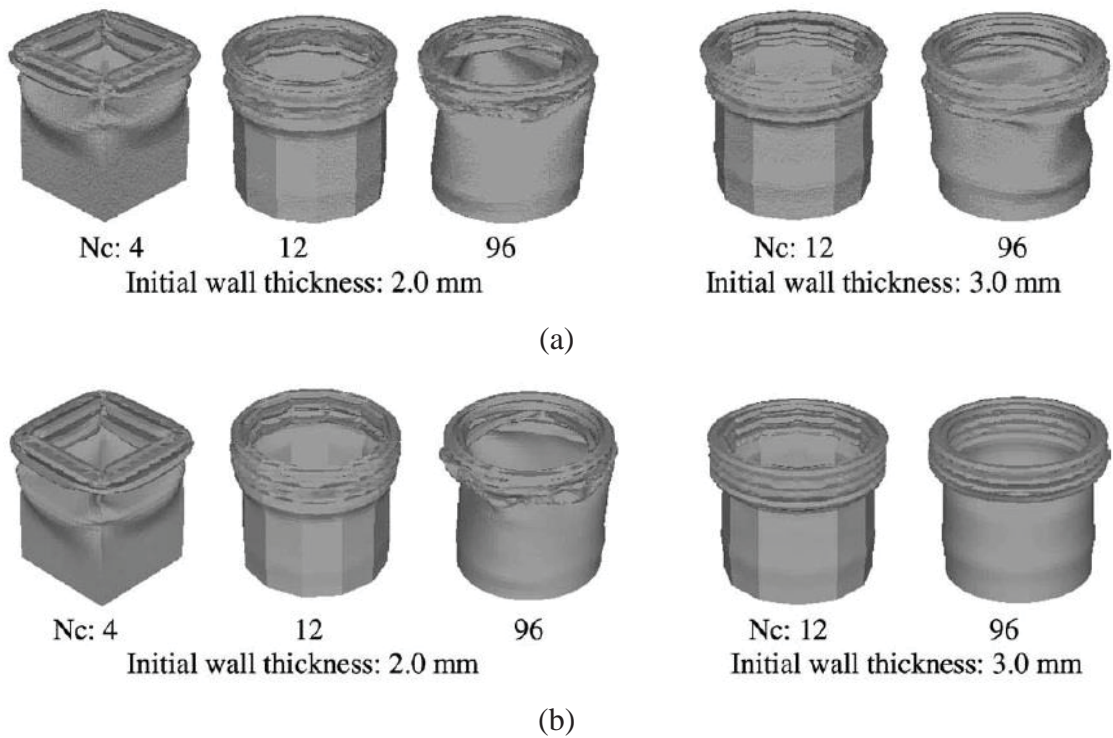 Nc: 4 12 96 Nc: 12 96
Initial wall thickness: 2.0 mm Initial wall thickness: 3.0 mm
(a)
Nc: 4 12 96 Nc: 12 96
Initial wall thickness: 2.0 mm Initial wall thickness: 3.0 mm
(b)